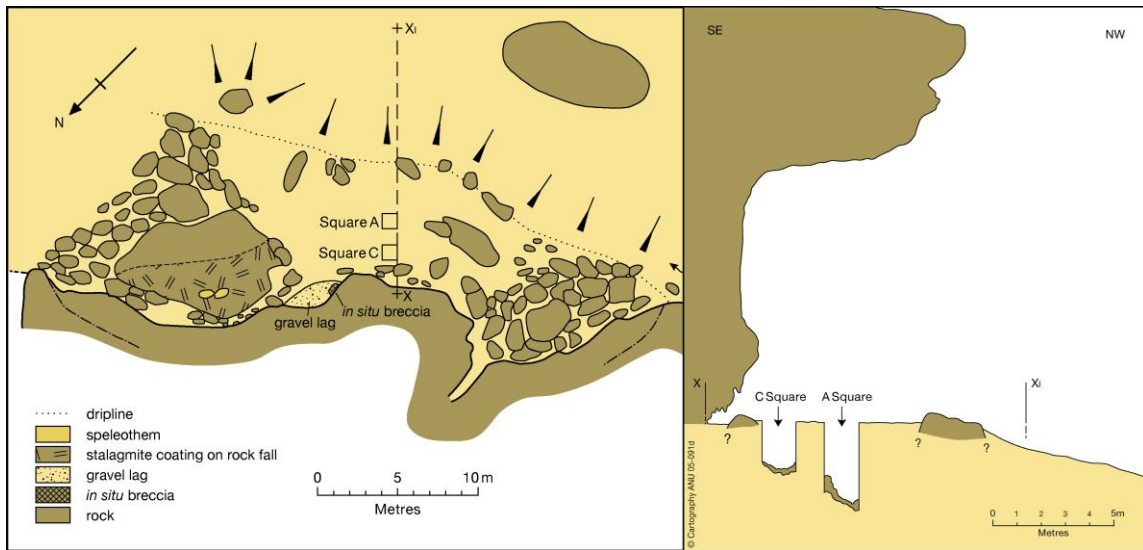 XI
N
Square A
Square C
X
gravel lag
in situ breccia
dripline
speleothem
stalagmite coating on rock fall
gravel lag
in situ breccia
rock
0 5 10 m
Metres
SE
NW
X
C Square
A Square
XI
?
?
?
© Cartography ANU 05-091d
0 1 2 3 4 5m
Metres